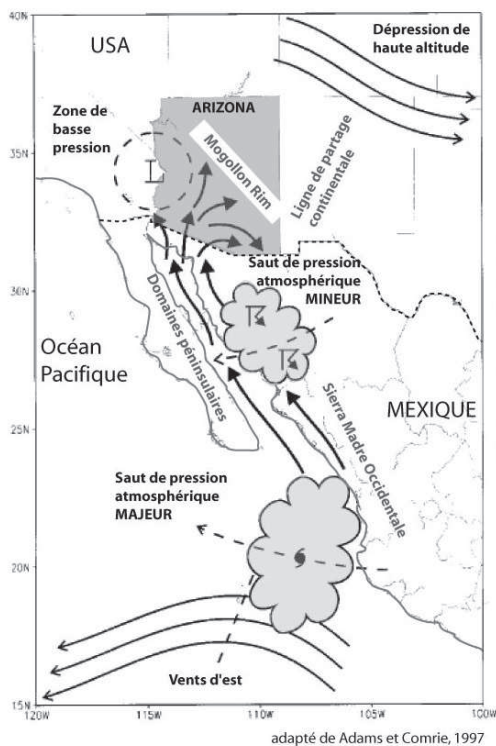 40N
USA
Dépression de
haute altitude
Zone de
basse
pression
ARIZONA
35N
L
Mogollon Rim
Ligne de partage
continentale
30N
Saut de pression
atmosphérique
MINEUR
Domaines péninsulaires
Océan
Pacifique
MEXIQUE
Sierra Madre Occidentale
25N
Saut de pression
atmosphérique
MAJEUR
20N
Vents d'est
15N
120W
115W
110W
105W
100W
adapté de Adams et Comrie, 1997